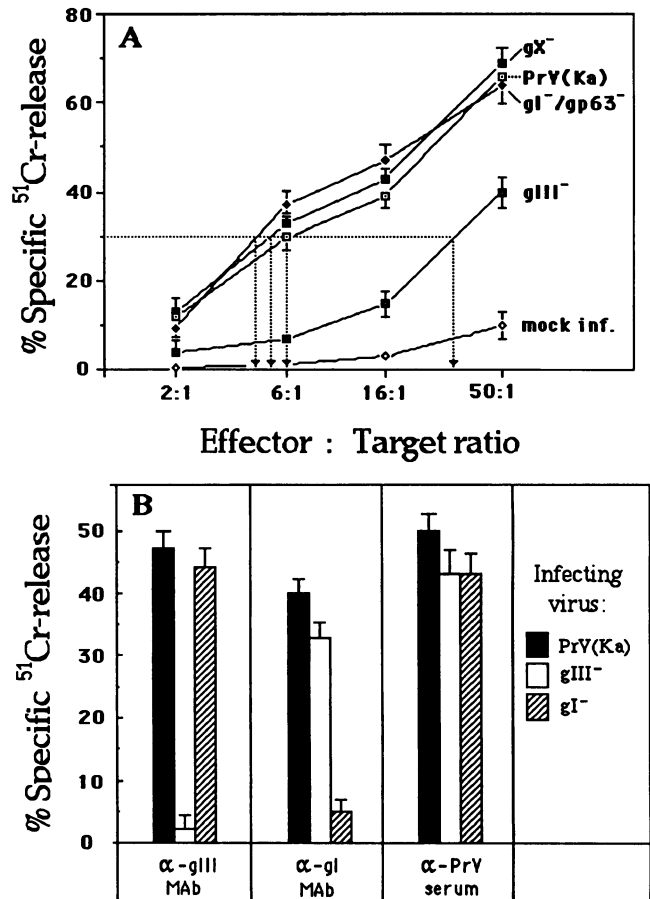 A
% Specific ⁵¹Cr-release
80
60
40
20
0
gX⁻
PrV(Ka)
gI⁻/gp63⁻
gIII⁻
mock inf.
2:1
6:1
16:1
50:1
Effector : Target ratio
B
% Specific ⁵¹Cr-release
50
40
30
20
10
0
Infecting
virus:
PrV(Ka)
gIII⁻
gI⁻
α-gIII
MAb
α-gI
MAb
α-PrV
serum